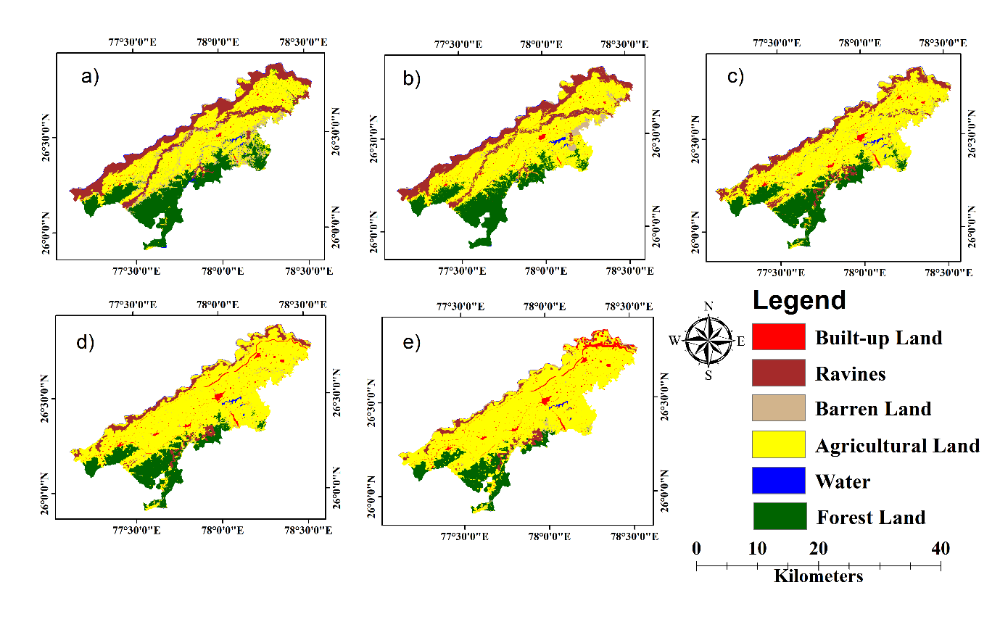 77°30'0"E 78°0'0"E 78°30'0"E
77°30'0"E 78°0'0"E 78°30'0"E
77°30'0"E 78°0'0"E 78°30'0"E
a)
b)
c)
26°30'0"N
26°0'0"N
26°30'0"N
26°0'0"N
26°30'0"N
26°0'0"N
26°30'0"N
26°0'0"N
26°30'0"N
26°0'0"N
26°30'0"N
26°0'0"N
77°30'0"E 78°0'0"E 78°30'0"E
77°30'0"E 78°0'0"E 78°30'0"E
77°30'0"E 78°0'0"E 78°30'0"E
77°30'0"E 78°0'0"E 78°30'0"E
77°30'0"E 78°0'0"E 78°30'0"E
d)
e)
26°30'0"N
26°0'0"N
26°30'0"N
26°0'0"N
26°30'0"N
26°0'0"N
26°30'0"N
26°0'0"N
77°30'0"E 78°0'0"E 78°30'0"E
77°30'0"E 78°0'0"E 78°30'0"E
N
W E
S
Legend
Built-up Land
Ravines
Barren Land
Agricultural Land
Water
Forest Land
0 10 20 40
Kilometers